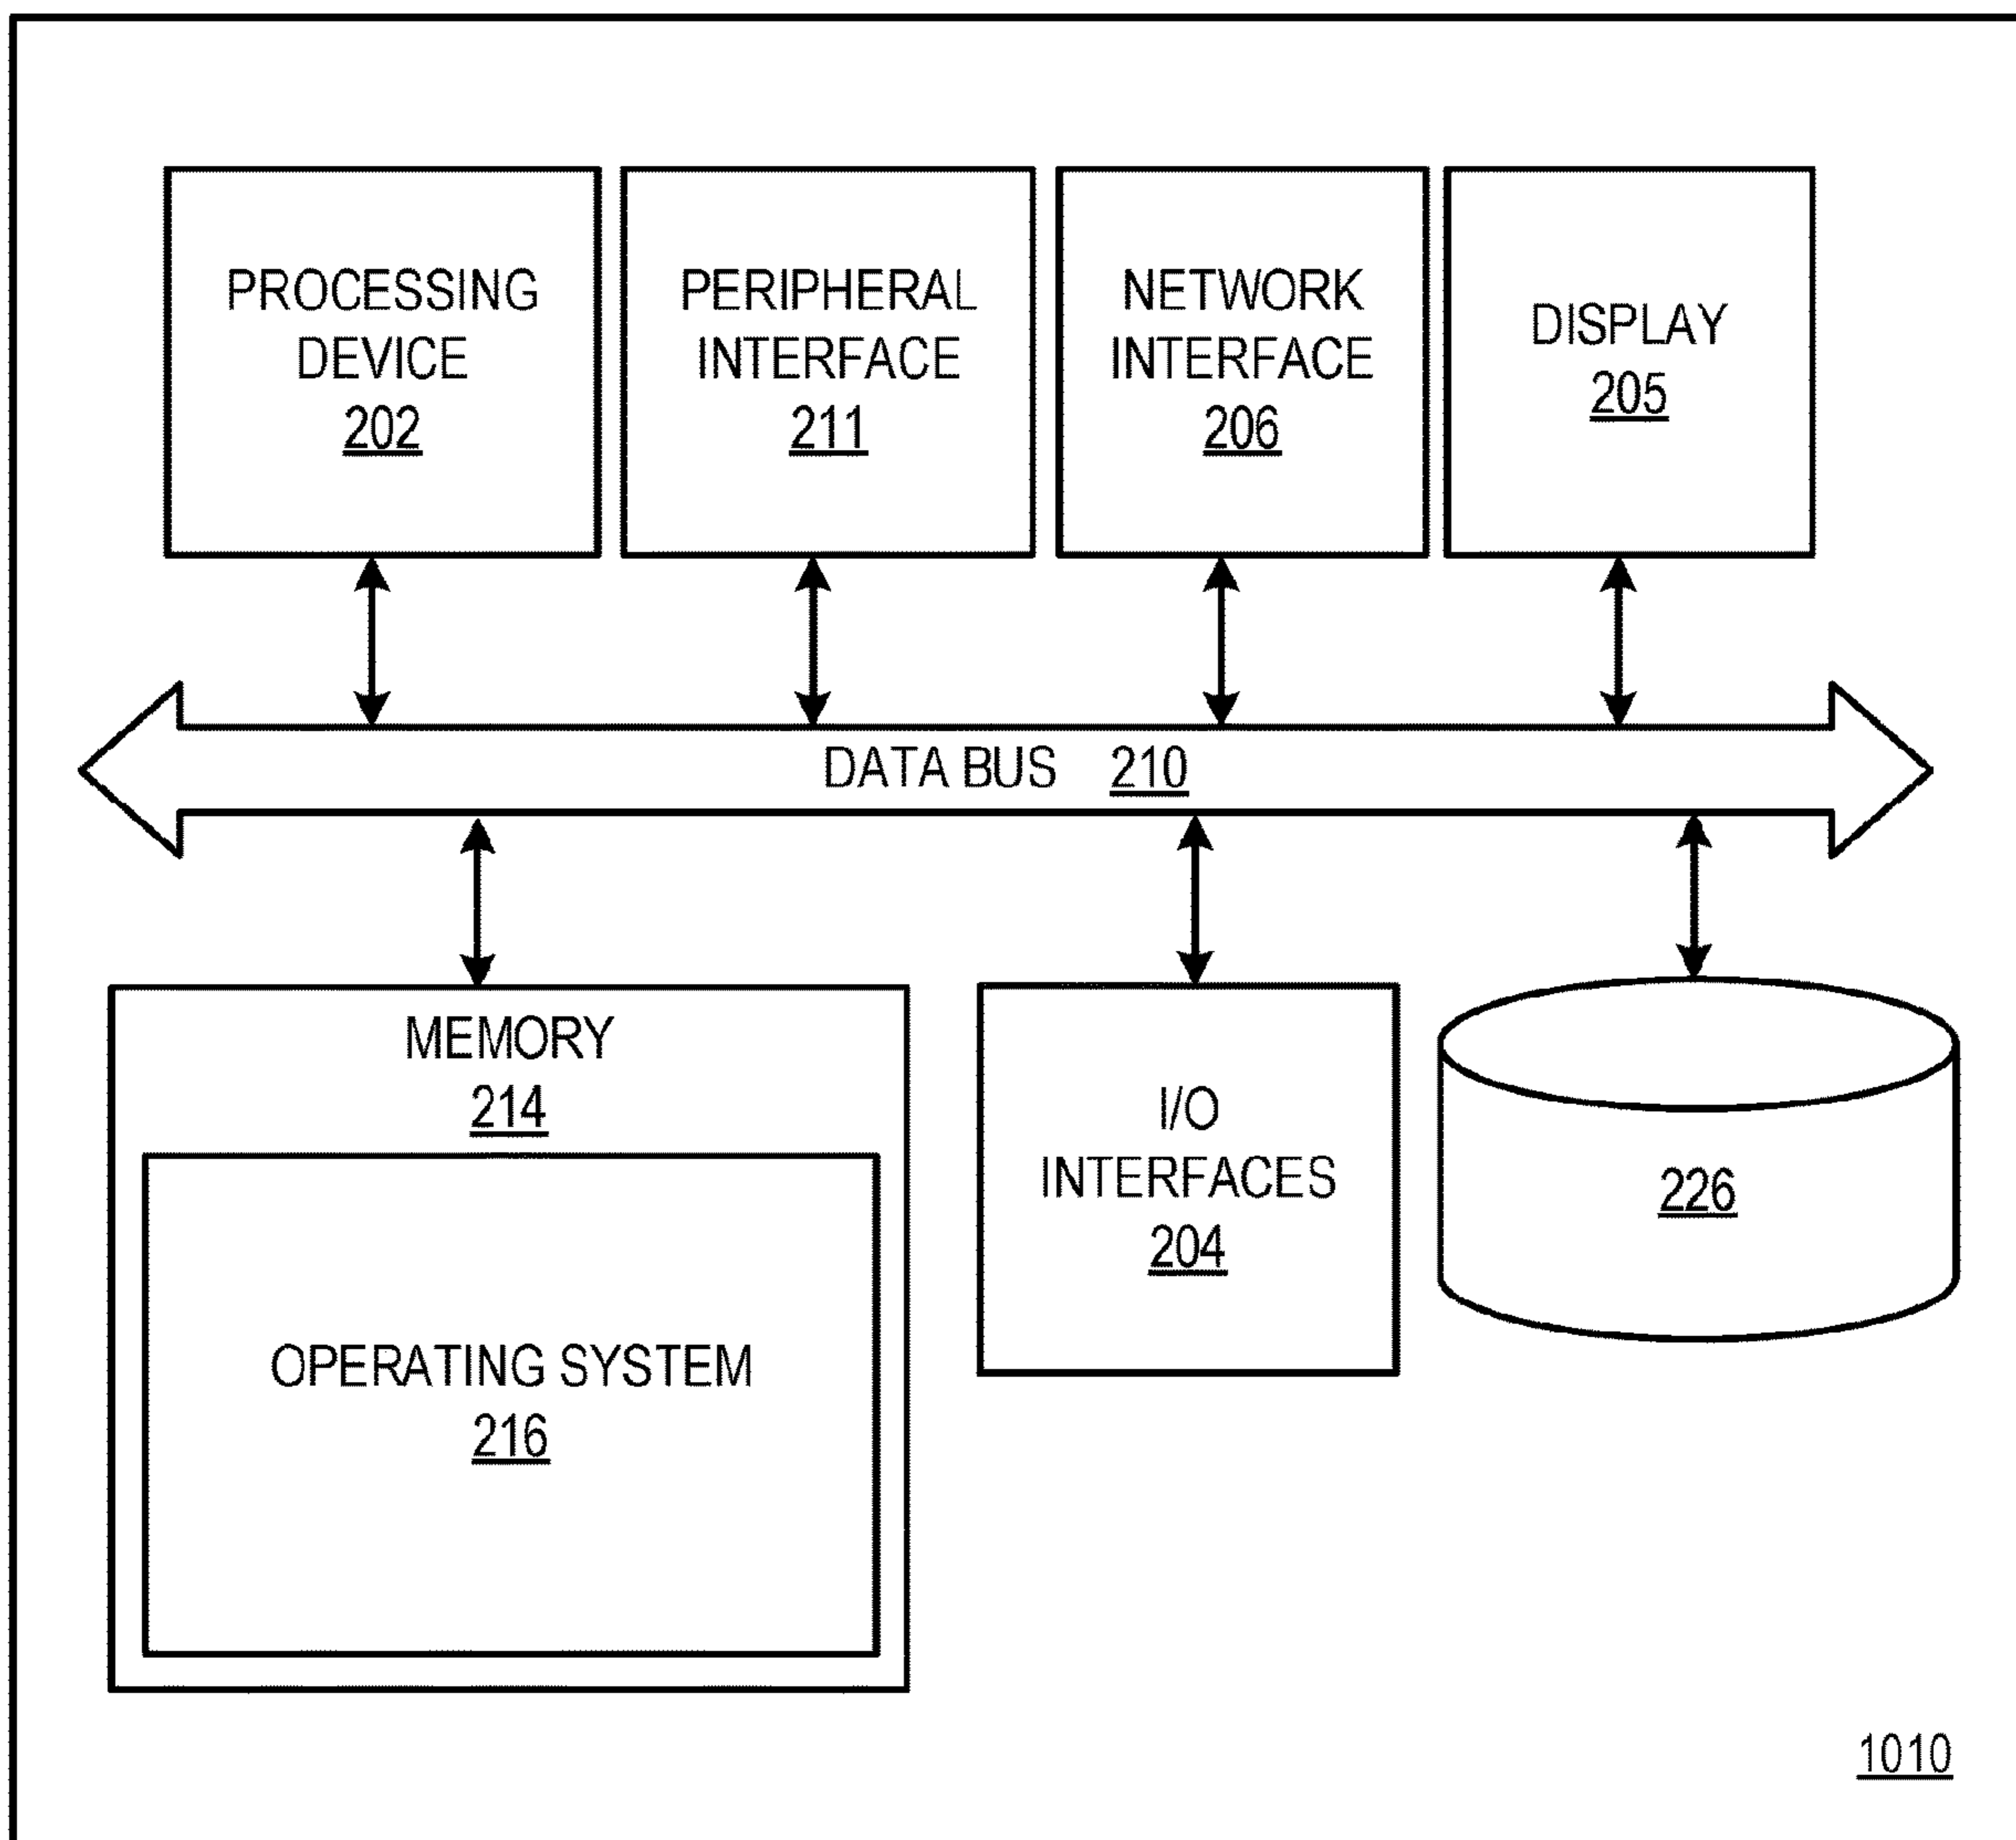 PROCESSING
DEVICE
202
PERIPHERAL
INTERFACE
211
NETWORK
INTERFACE
206
DISPLAY
205
DATA BUS 210
MEMORY
214
OPERATING SYSTEM
216
I/O
INTERFACES
204
226
1010